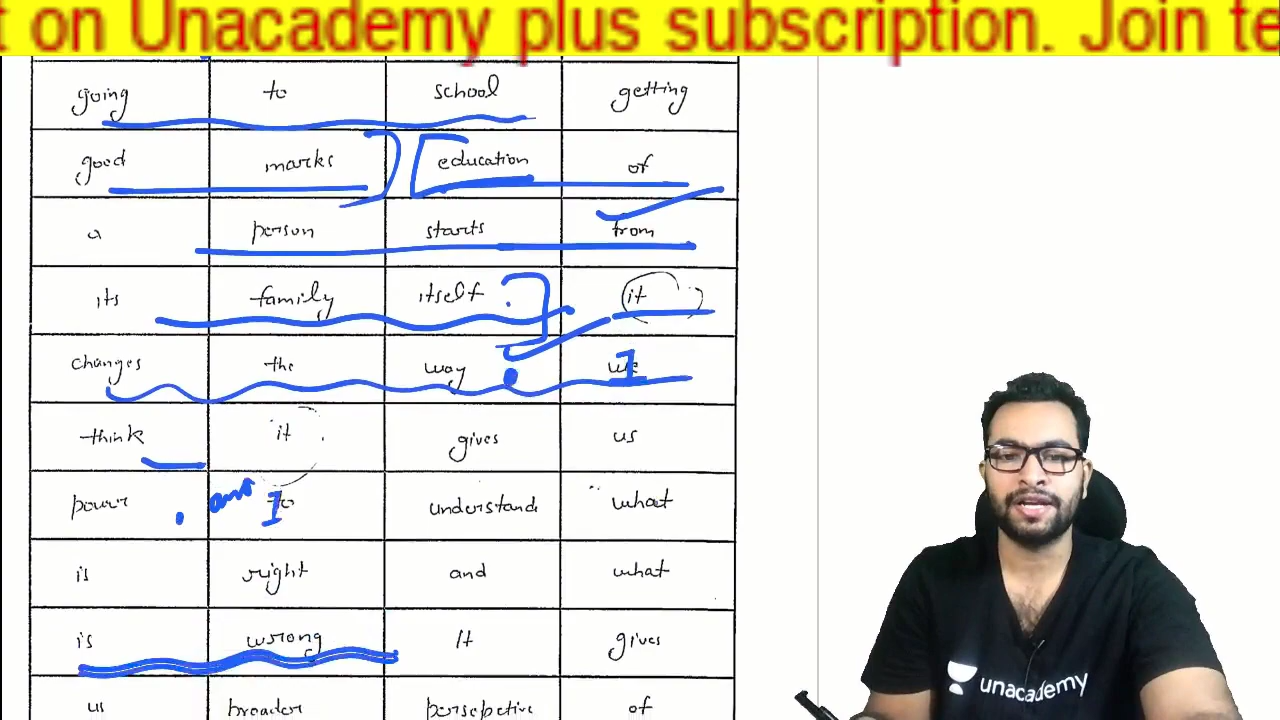 t on Unacademy plus subscription. Join te
going to school getting
good marks education of
a person starts from
its family itself it
changes the way we 1
think it gives us
power to understand what
is right and what
is wrong It gives
us broader persepective of
unacademy